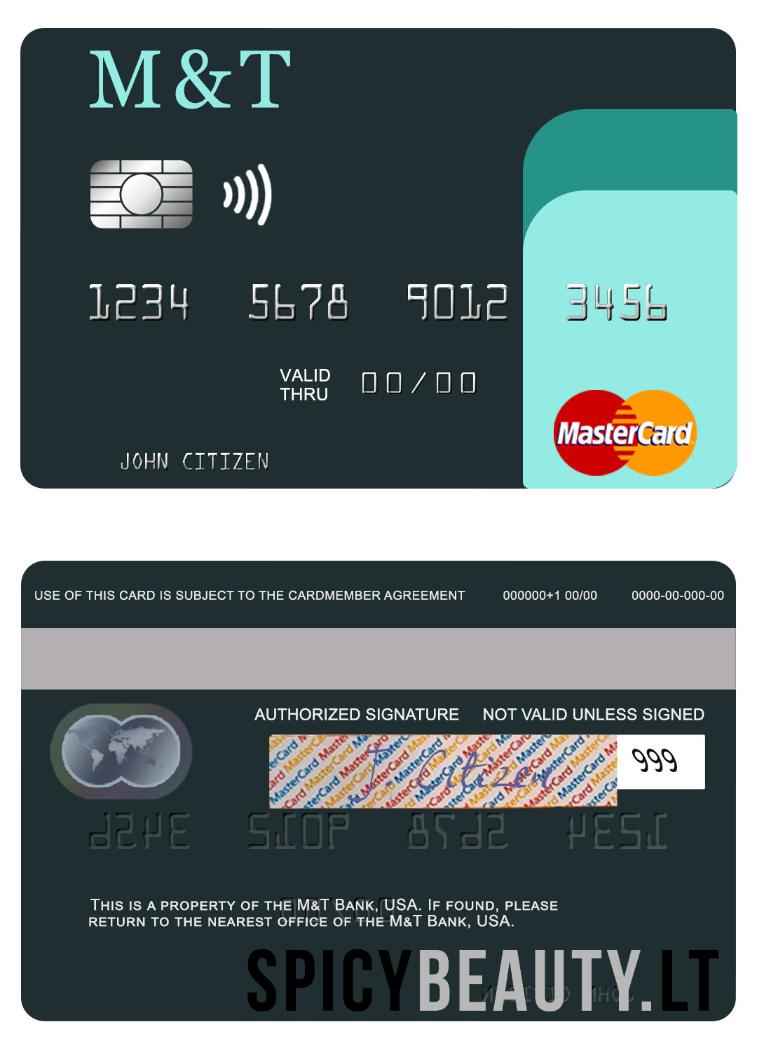 M&T
1234 5678 9012 3456
VALID THRU 00/00
MasterCard
JOHN CITIZEN
USE OF THIS CARD IS SUBJECT TO THE CARDMEMBER AGREEMENT 000000+1 00/00 0000-00-000-00
AUTHORIZED SIGNATURE NOT VALID UNLESS SIGNED
J. Citizen 999
THIS IS A PROPERTY OF THE M&T BANK, USA. IF FOUND, PLEASE
RETURN TO THE NEAREST OFFICE OF THE M&T BANK, USA.
SPICYBEAUTY.LT